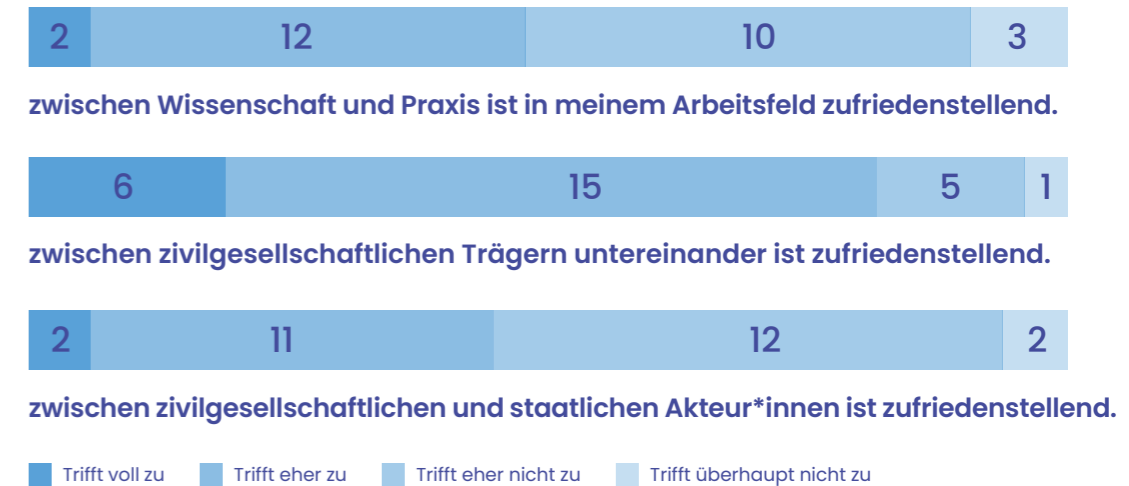 2 12 10 3
zwischen Wissenschaft und Praxis ist in meinem Arbeitsfeld zufriedenstellend.
6 15 5 1
zwischen zivilgesellschaftlichen Trägern untereinander ist zufriedenstellend.
2 11 12 2
zwischen zivilgesellschaftlichen und staatlichen Akteur*innen ist zufriedenstellend.
Trifft voll zu Trifft eher zu Trifft eher nicht zu Trifft überhaupt nicht zu